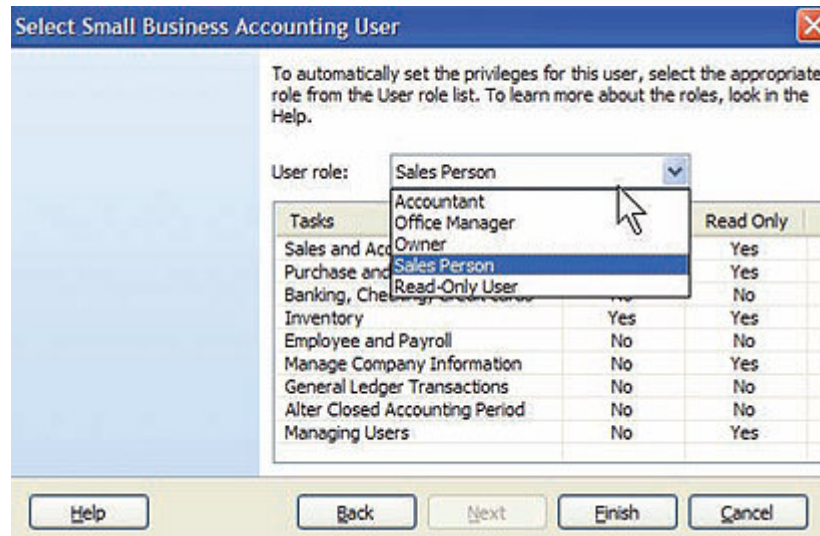 Select Small Business Accounting User
To automatically set the privileges for this user, select the appropriate
role from the User role list. To learn more about the roles, look in the
Help.
User role: Sales Person
Accountant
Office Manager
Owner
Sales Person
Read-Only User
Tasks Read Only
Sales and Acc Yes
Purchase and Yes
Banking, Che No
Inventory Yes Yes
Employee and Payroll No No
Manage Company Information No Yes
General Ledger Transactions No No
Alter Closed Accounting Period No No
Managing Users No Yes
Help Back Next Finish Cancel